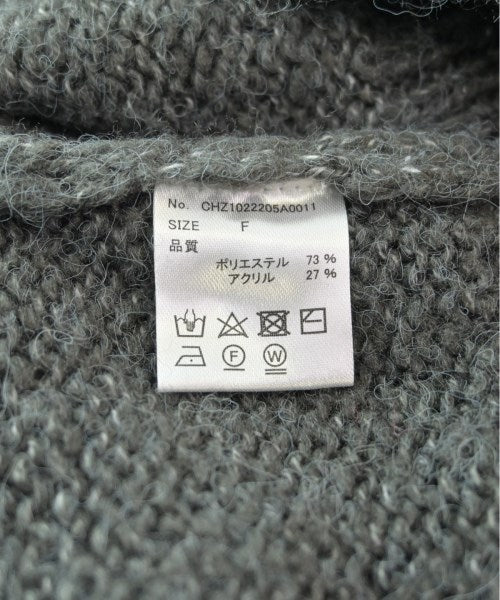 No. CHZ1022205A0011
SIZE F
品質
ポリエステル 73 %
アクリル 27 %
F W